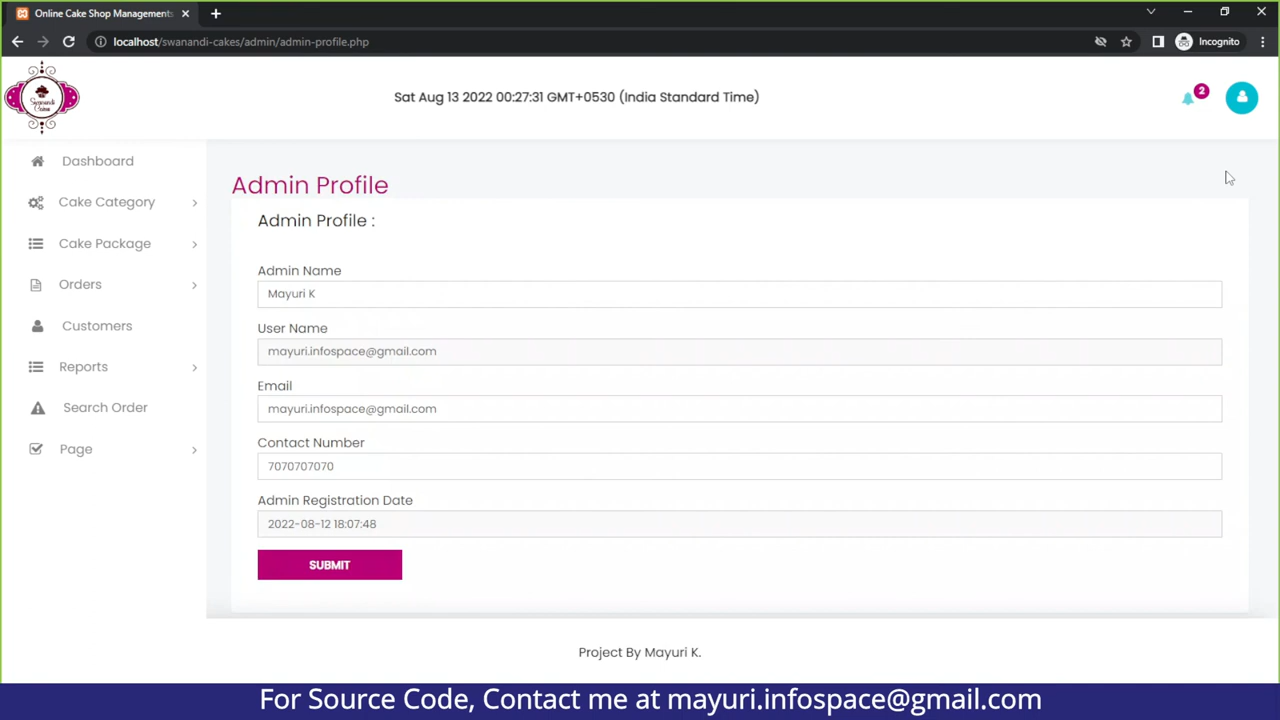 Online Cake Shop Managements
localhost/swanandi-cakes/admin/admin-profile.php
Incognito
Swanandi
Cakes
Sat Aug 13 2022 00:27:31 GMT+0530 (India Standard Time)
2
Dashboard
Cake Category
Cake Package
Orders
Customers
Reports
Search Order
Page
Admin Profile
Admin Profile :
Admin Name
Mayuri K
User Name
mayuri.infospace@gmail.com
Email
mayuri.infospace@gmail.com
Contact Number
7070707070
Admin Registration Date
2022-08-12 18:07:48
SUBMIT
Project By Mayuri K.
For Source Code, Contact me at mayuri.infospace@gmail.com